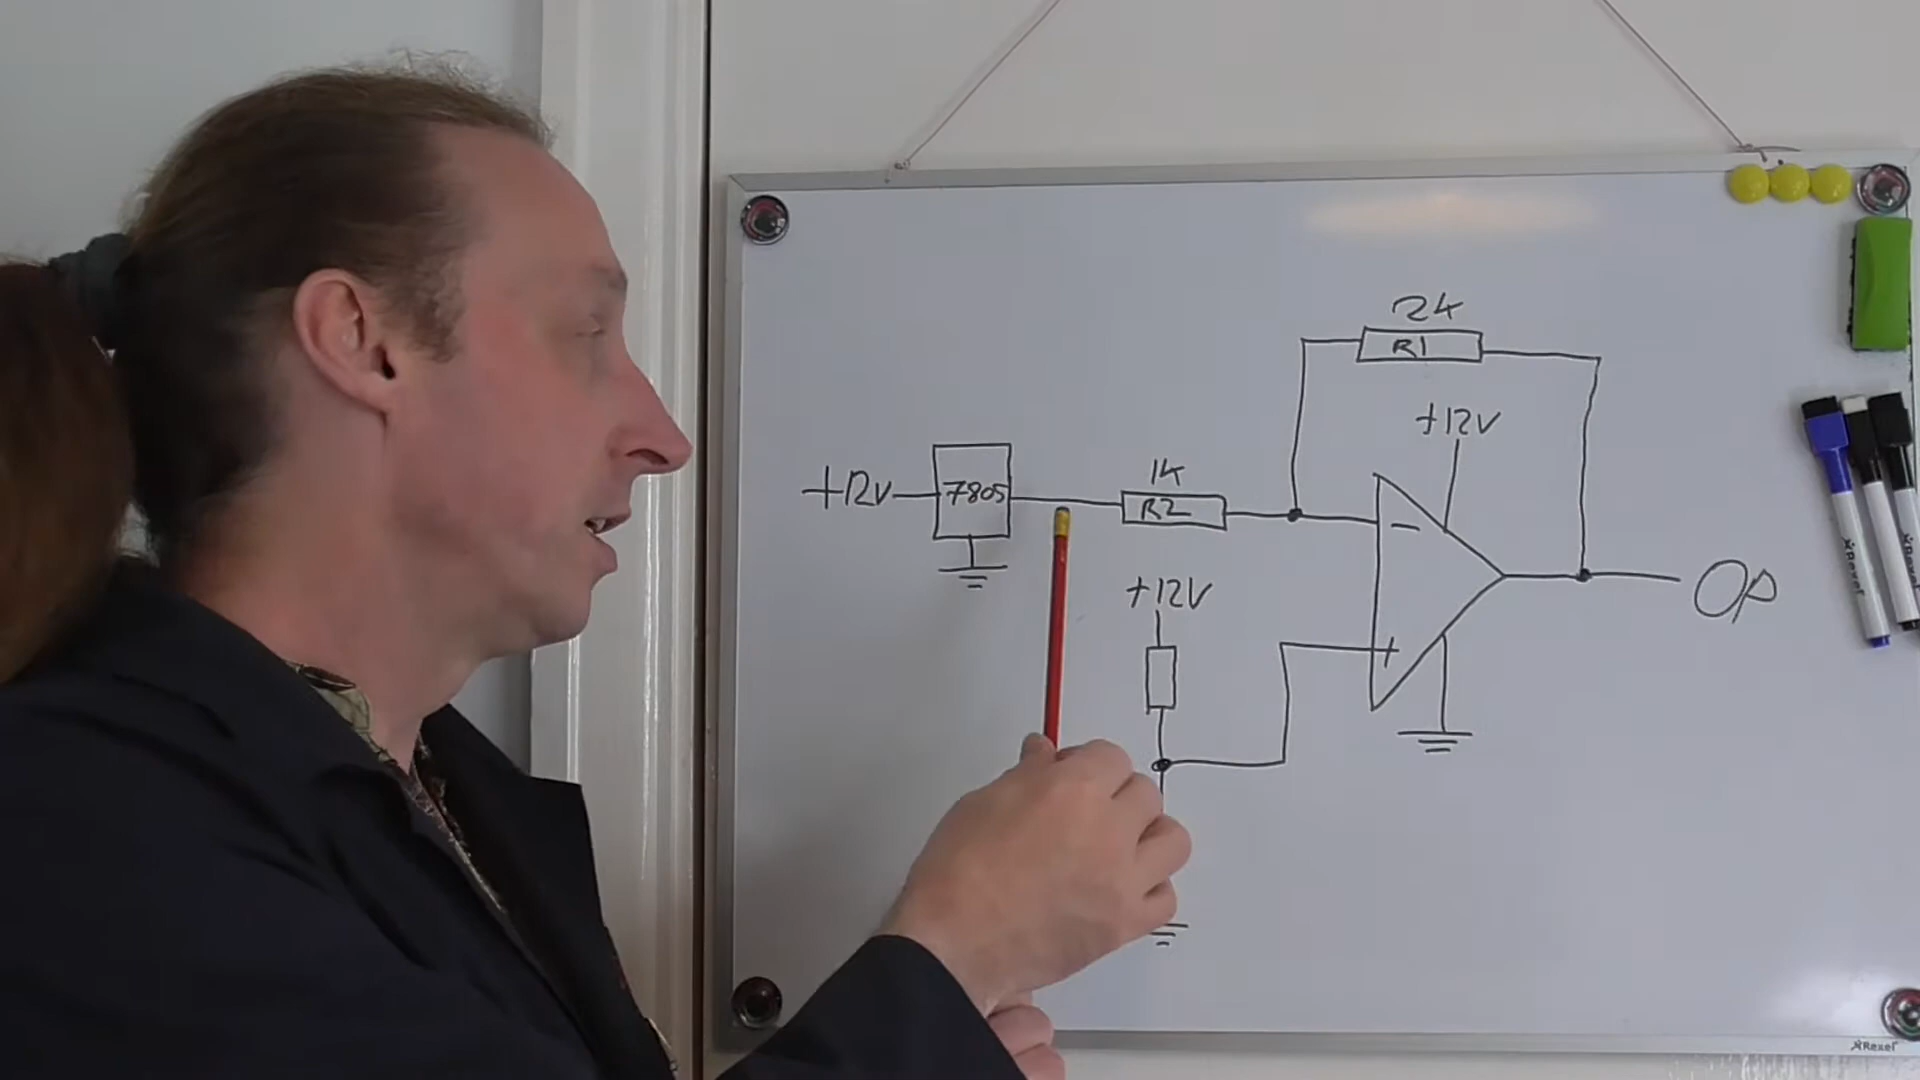 2K
R1
+12V
+12V
7805
1K
R2
−
+12V
+
OP
Rexel